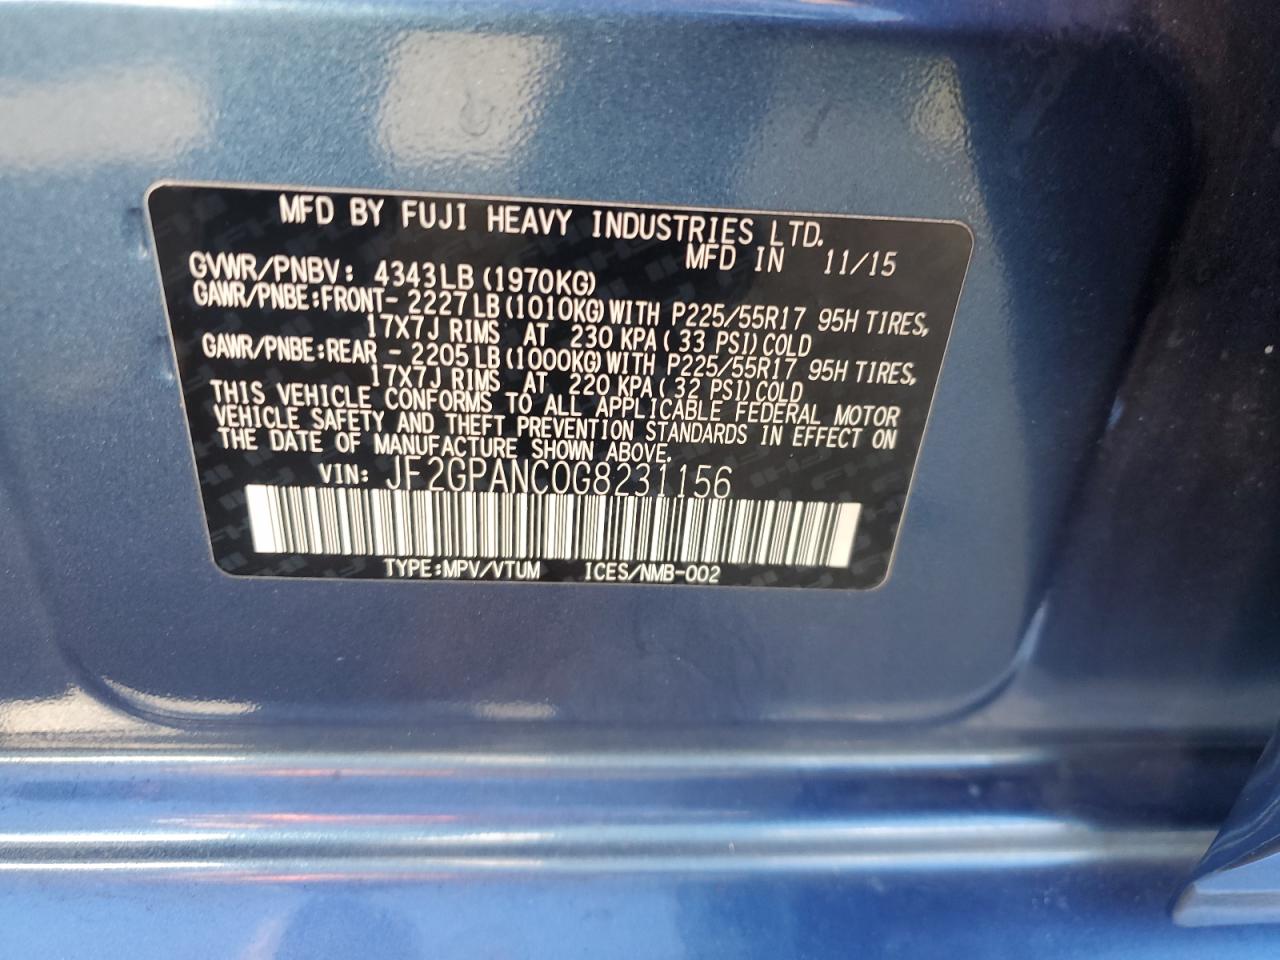 MFD BY FUJI HEAVY INDUSTRIES LTD.
MFD IN 11/15
GVWR/PNBV: 4343LB (1970KG)
GAWR/PNBE:FRONT- 2227LB (1010KG) WITH P225/55R17 95H TIRES,
17X7J RIMS AT 230 KPA (33 PSI) COLD
GAWR/PNBE:REAR - 2205LB (1000KG) WITH P225/55R17 95H TIRES,
17X7J RIMS AT 220 KPA (32 PSI) COLD
THIS VEHICLE CONFORMS TO ALL APPLICABLE FEDERAL MOTOR
VEHICLE SAFETY AND THEFT PREVENTION STANDARDS IN EFFECT ON
THE DATE OF MANUFACTURE SHOWN ABOVE.
VIN: JF2GPANC0G8231156
TYPE:MPV/VTUM ICES/NMB-002